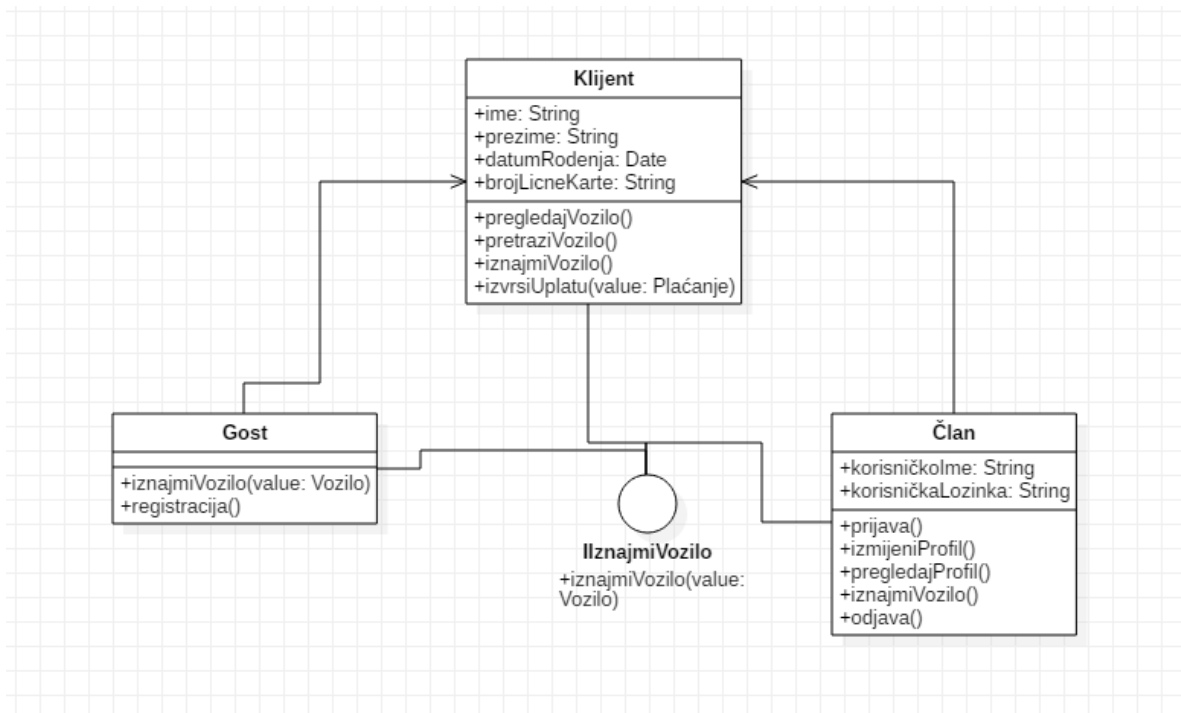 Klijent
+ime: String
+prezime: String
+datumRodenja: Date
+brojLicneKarte: String
+pregledajVozilo()
+pretraziVozilo()
+iznajmiVozilo()
+izvrsiUplatu(value: Plaćanje)
Gost
+iznajmiVozilo(value: Vozilo)
+registracija()
IIznajmiVozilo
+iznajmiVozilo(value:
Vozilo)
Član
+korisničkoIme: String
+korisničkaLozinka: String
+prijava()
+izmijeniProfil()
+pregledajProfil()
+iznajmiVozilo()
+odjava()